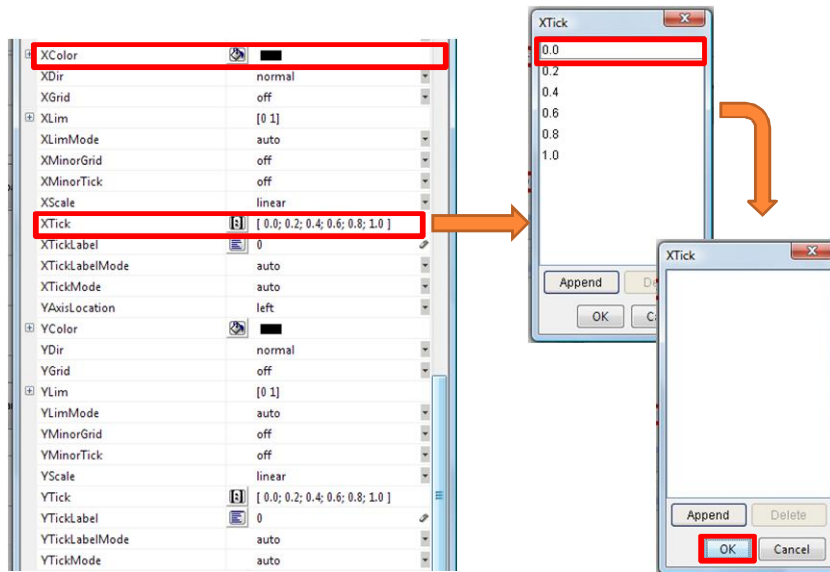 XColor
XDir normal
XGrid off
XLim [0 1]
XLimMode auto
XMinorGrid off
XMinorTick off
XScale linear
XTick [ 0.0; 0.2; 0.4; 0.6; 0.8; 1.0 ]
XTickLabel 0
XTickLabelMode auto
XTickMode auto
YAxisLocation left
YColor
YDir normal
YGrid off
YLim [0 1]
YLimMode auto
YMinorGrid off
YMinorTick off
YScale linear
YTick [ 0.0; 0.2; 0.4; 0.6; 0.8; 1.0 ]
YTickLabel 0
YTickLabelMode auto
YTickMode auto
XTick
0.0
0.2
0.4
0.6
0.8
1.0
Append
OK
XTick
Append Delete
OK Cancel